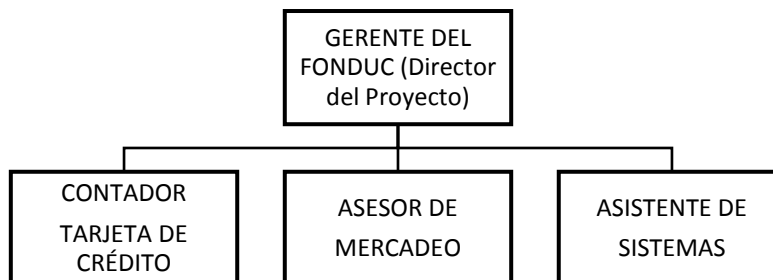 GERENTE DEL
FONDUC (Director
del Proyecto)
CONTADOR
TARJETA DE
CRÉDITO
ASESOR DE
MERCADEO
ASISTENTE DE
SISTEMAS